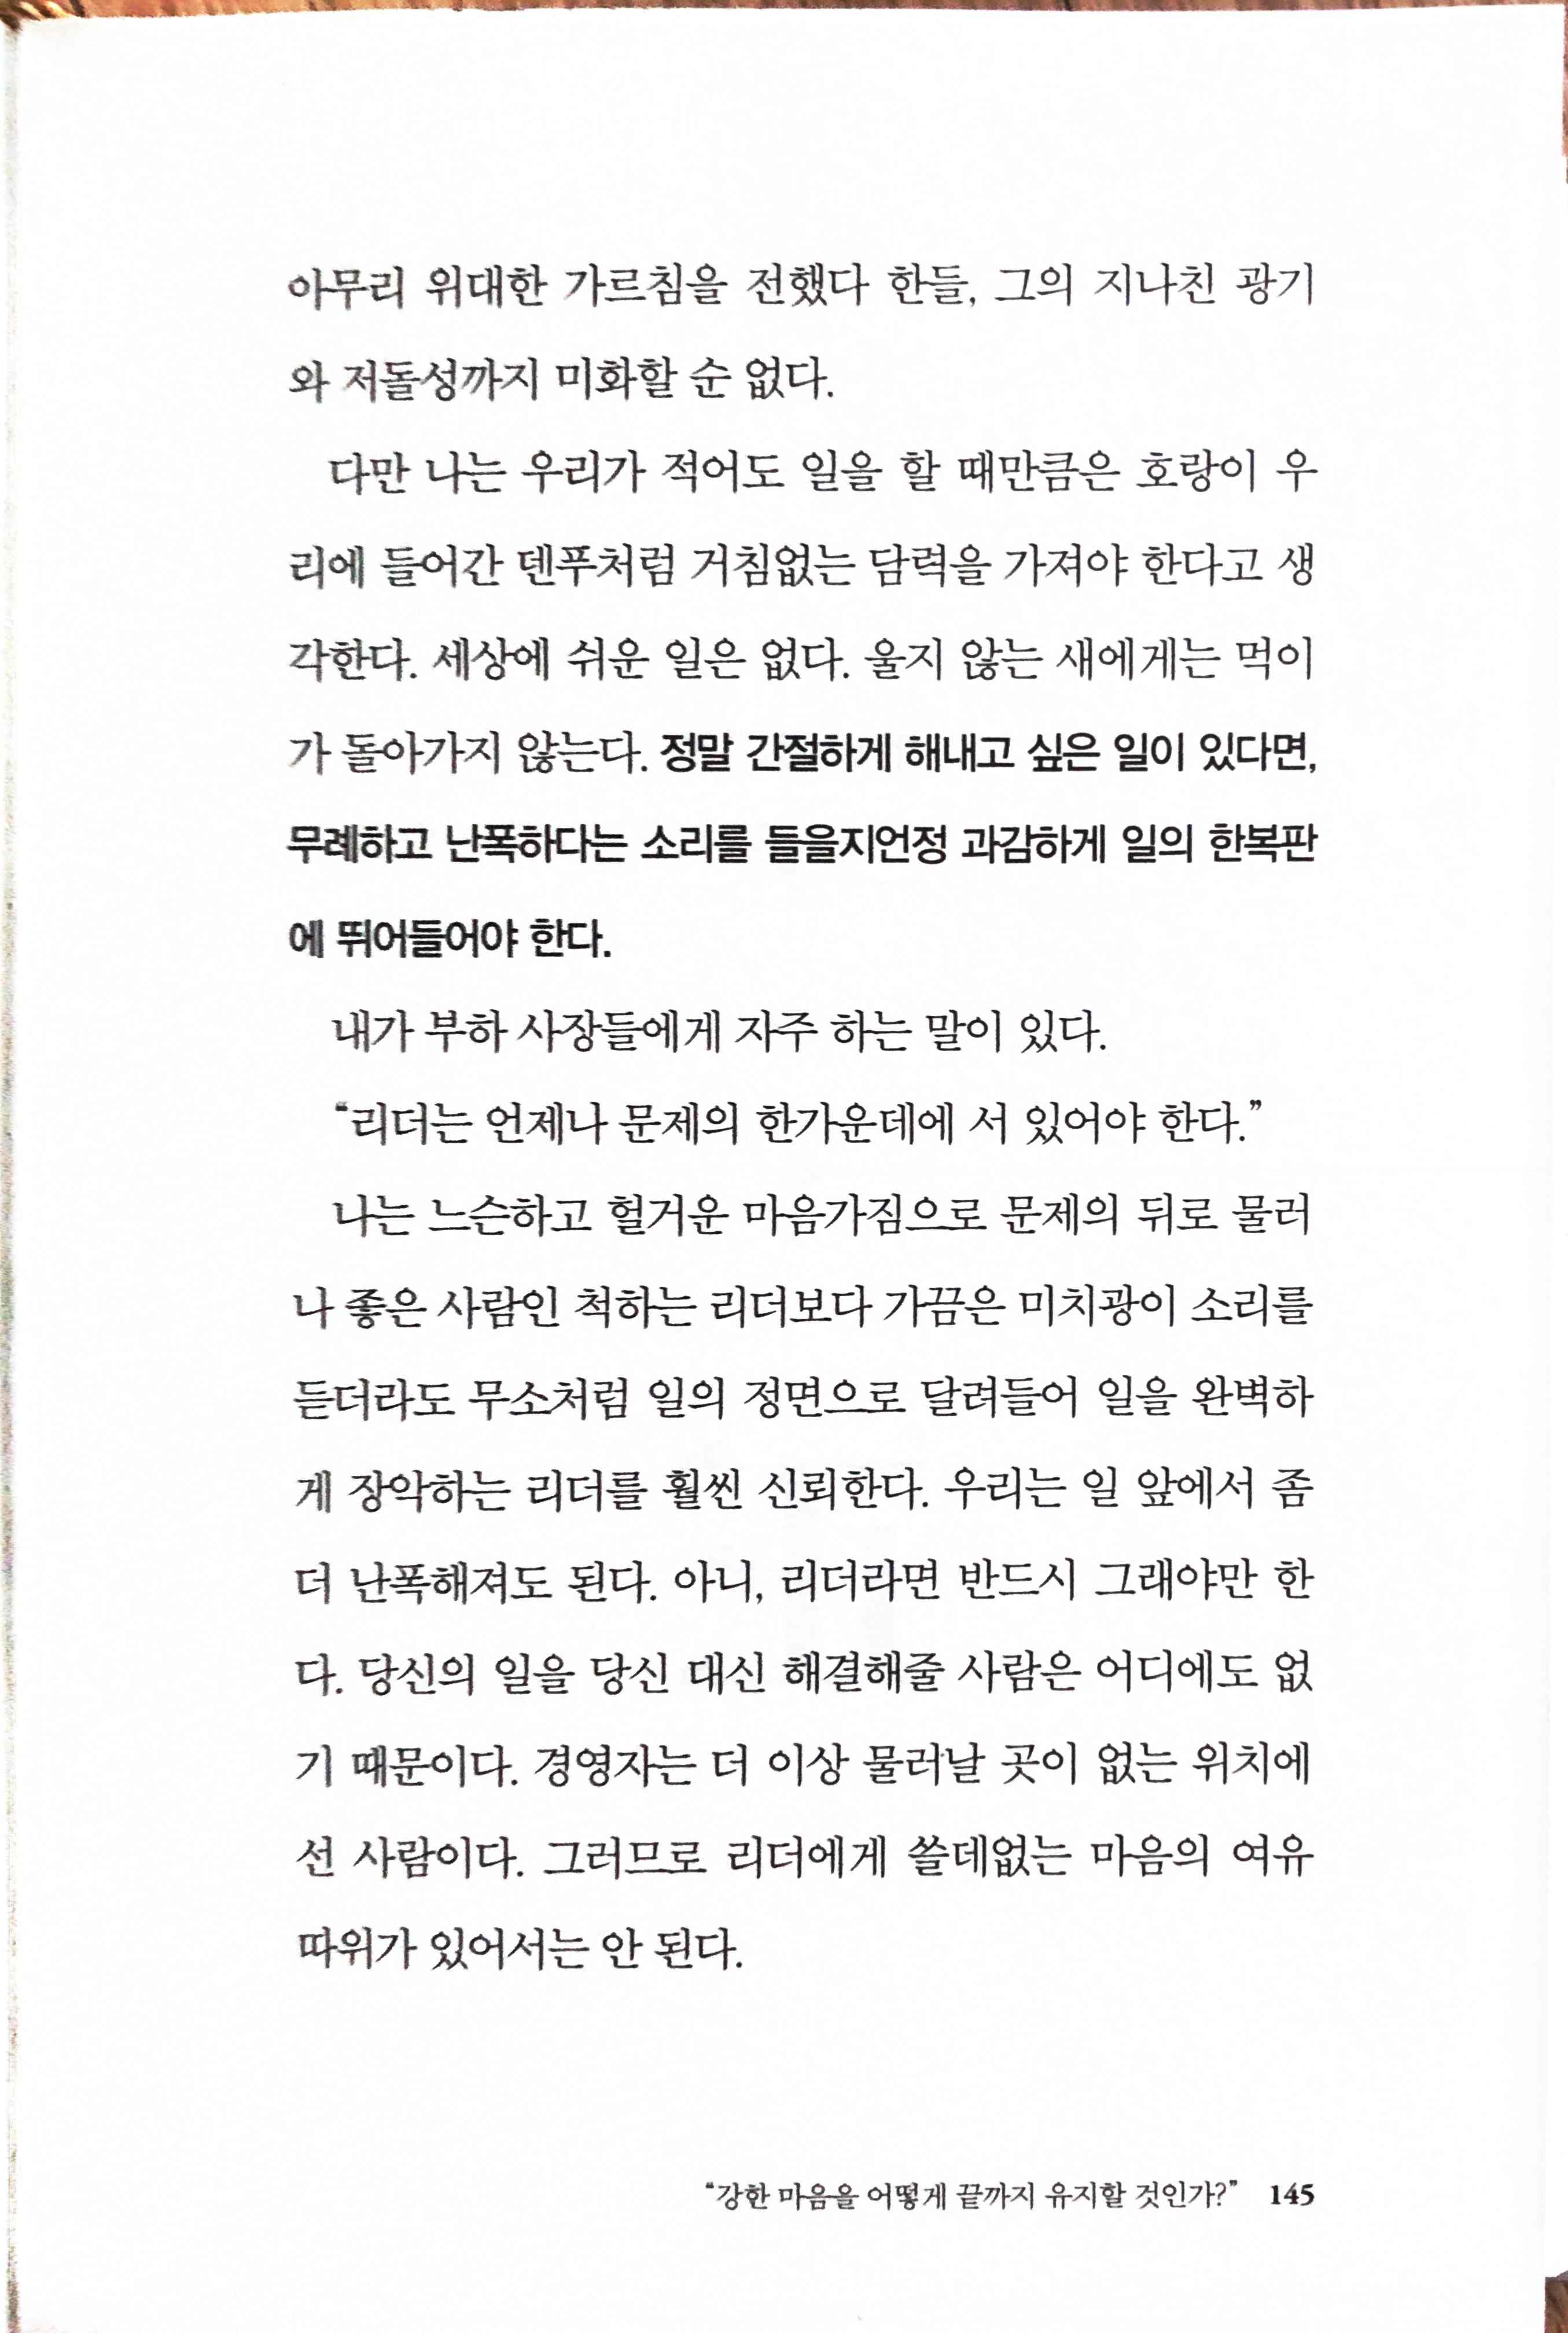 아무리 위대한 가르침을 전했다 한들, 그의 지나친 광기
와 저돌성까지 미화할 순 없다.
다만 나는 우리가 적어도 일을 할 때만큼은 호랑이 우
리에 들어간 덴푸처럼 거침없는 담력을 가져야 한다고 생
각한다. 세상에 쉬운 일은 없다. 울지 않는 새에게는 먹이
가 돌아가지 않는다. 정말 간절하게 해내고 싶은 일이 있다면,
무례하고 난폭하다는 소리를 들을지언정 과감하게 일의 한복판
에 뛰어들어야 한다.
내가 부하 사장들에게 자주 하는 말이 있다.
“리더는 언제나 문제의 한가운데에 서 있어야 한다.”
나는 느슨하고 헐거운 마음가짐으로 문제의 뒤로 물러
나 좋은 사람인 척하는 리더보다 가끔은 미치광이 소리를
듣더라도 무소처럼 일의 정면으로 달려들어 일을 완벽하
게 장악하는 리더를 훨씬 신뢰한다. 우리는 일 앞에서 좀
더 난폭해져도 된다. 아니, 리더라면 반드시 그래야만 한
다. 당신의 일을 당신 대신 해결해줄 사람은 어디에도 없
기 때문이다. 경영자는 더 이상 물러날 곳이 없는 위치에
선 사람이다. 그러므로 리더에게 쓸데없는 마음의 여유
따위가 있어서는 안 된다.
“강한 마음을 어떻게 끝까지 유지할 것인가?” 145